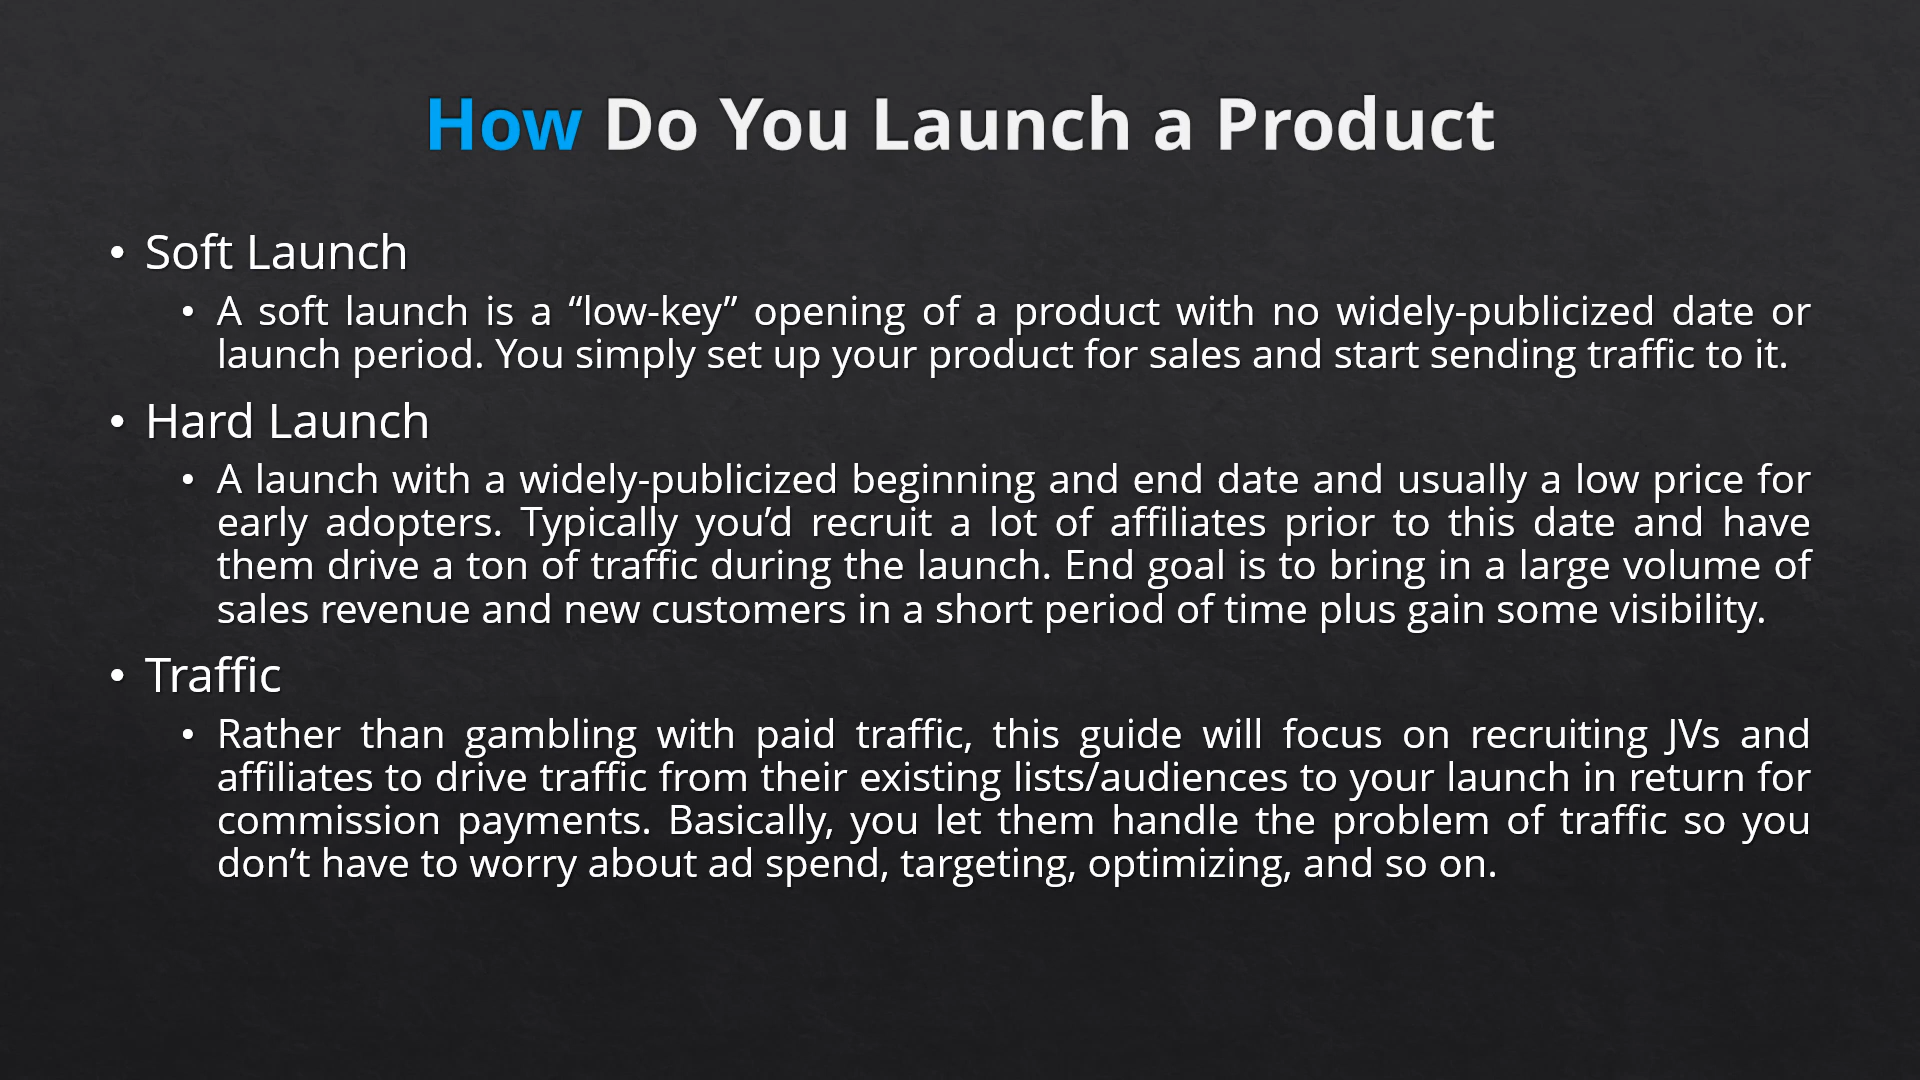 How Do You Launch a Product
• Soft Launch
• A soft launch is a “low-key” opening of a product with no widely-publicized date or
launch period. You simply set up your product for sales and start sending traffic to it.
• Hard Launch
• A launch with a widely-publicized beginning and end date and usually a low price for
early adopters. Typically you’d recruit a lot of affiliates prior to this date and have
them drive a ton of traffic during the launch. End goal is to bring in a large volume of
sales revenue and new customers in a short period of time plus gain some visibility.
• Traffic
• Rather than gambling with paid traffic, this guide will focus on recruiting JVs and
affiliates to drive traffic from their existing lists/audiences to your launch in return for
commission payments. Basically, you let them handle the problem of traffic so you
don’t have to worry about ad spend, targeting, optimizing, and so on.